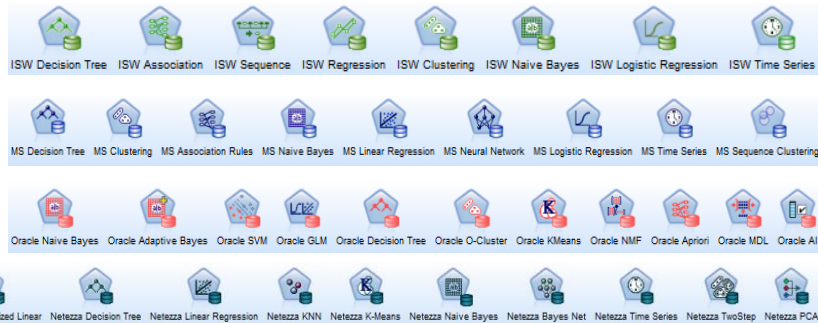 ISW Decision Tree ISW Association ISW Sequence ISW Regression ISW Clustering ISW Naive Bayes ISW Logistic Regression ISW Time Series
MS Decision Tree MS Clustering MS Association Rules MS Naive Bayes MS Linear Regression MS Neural Network MS Logistic Regression MS Time Series MS Sequence Clustering
Oracle Naive Bayes Oracle Adaptive Bayes Oracle SVM Oracle GLM Oracle Decision Tree Oracle O-Cluster Oracle KMeans Oracle NMF Oracle Apriori Oracle MDL Oracle AI
ized Linear Netezza Decision Tree Netezza Linear Regression Netezza KNN Netezza K-Means Netezza Naive Bayes Netezza Bayes Net Netezza Time Series Netezza TwoStep Netezza PCA